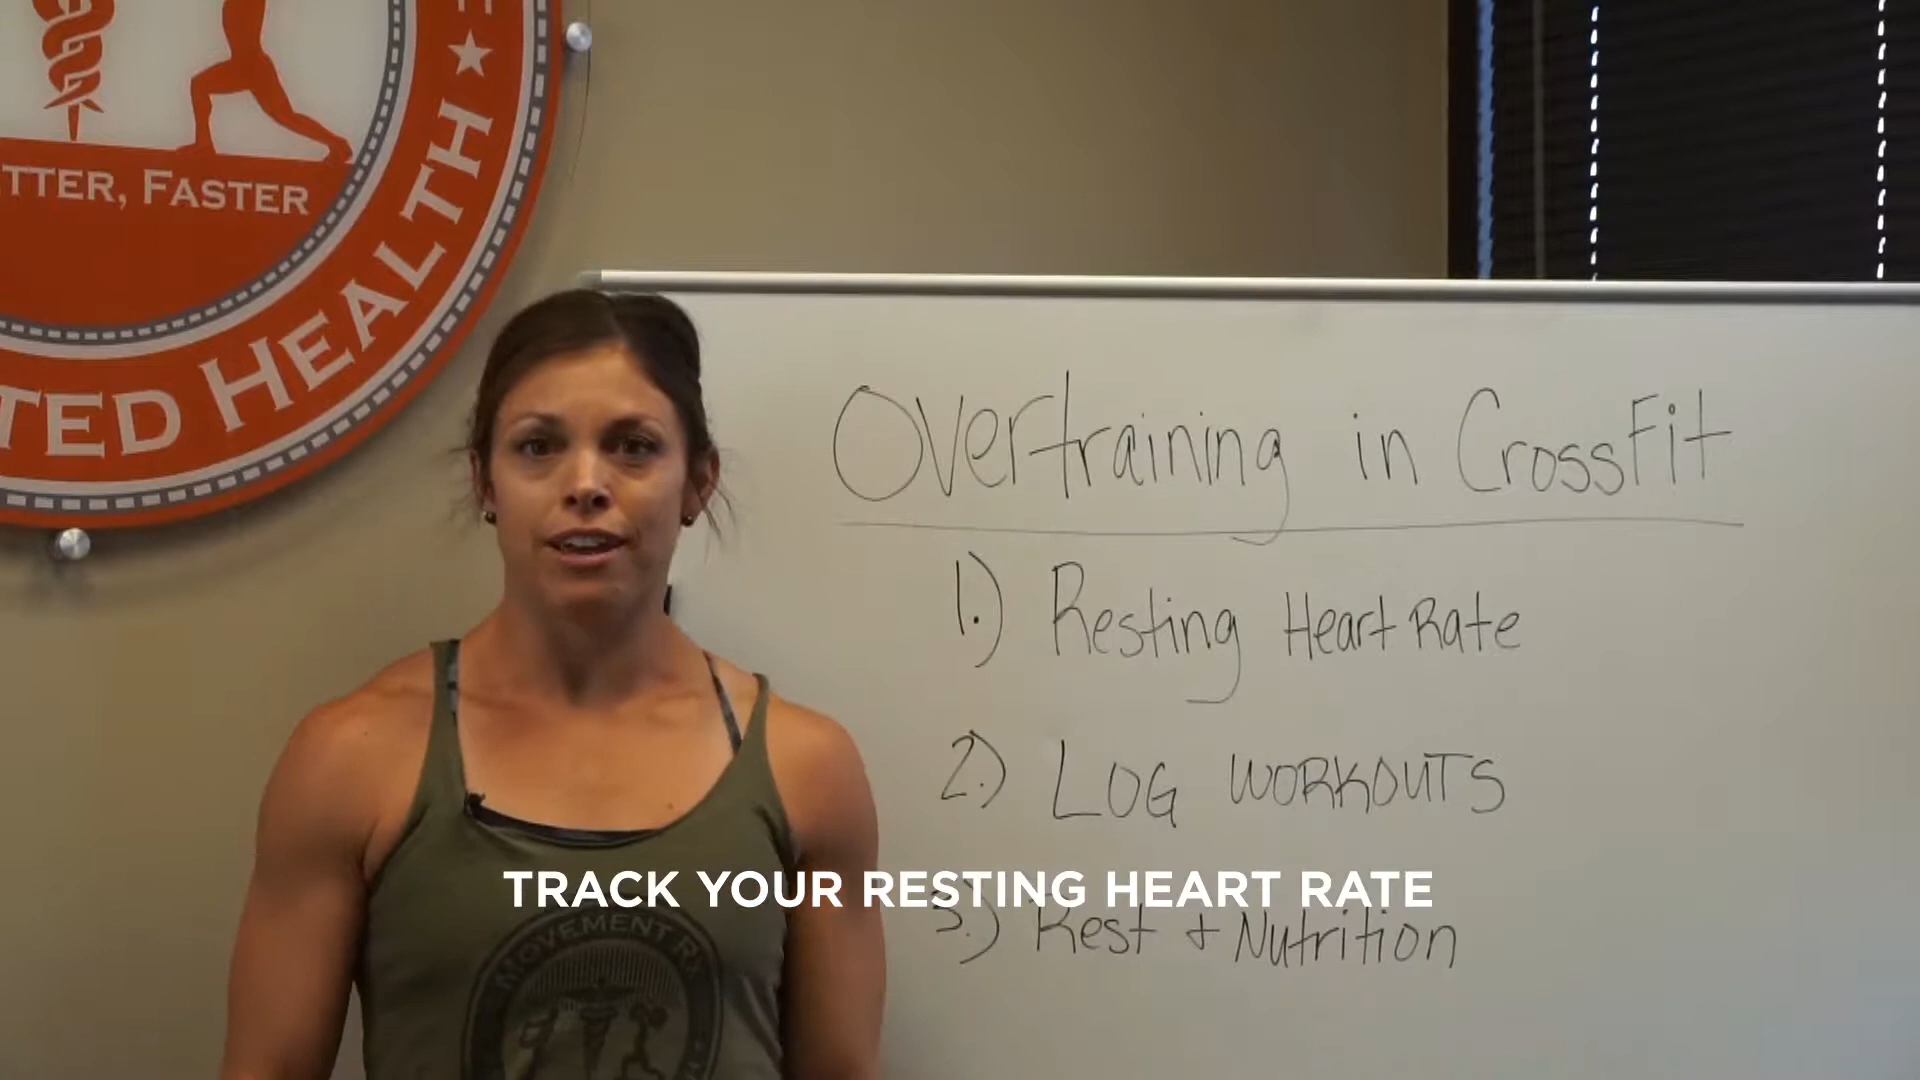 TTER, FASTER
TED HEALTH
Overtraining in CrossFit
1.) Resting Heart Rate
2.) LOG WORKOUTS
TRACK YOUR RESTING HEART RATE
3.) Rest + Nutrition
MOVEMENT RX